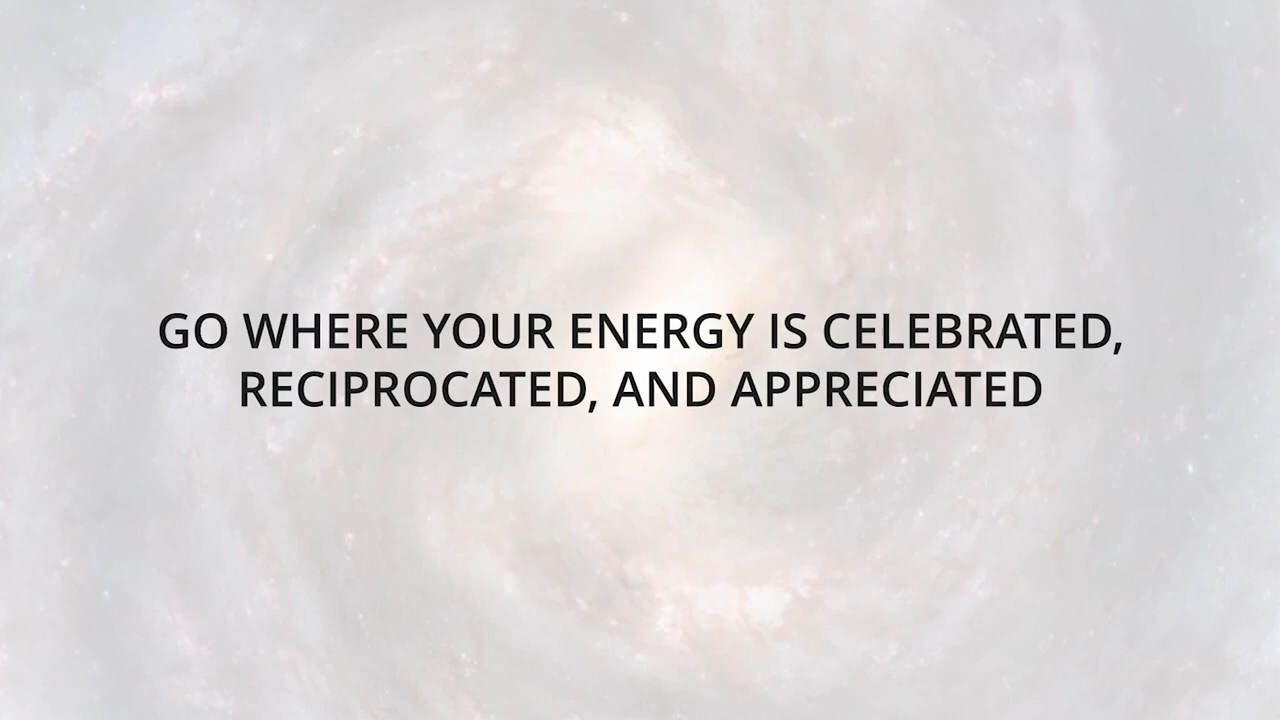 GO WHERE YOUR ENERGY IS CELEBRATED,
RECIPROCATED, AND APPRECIATED